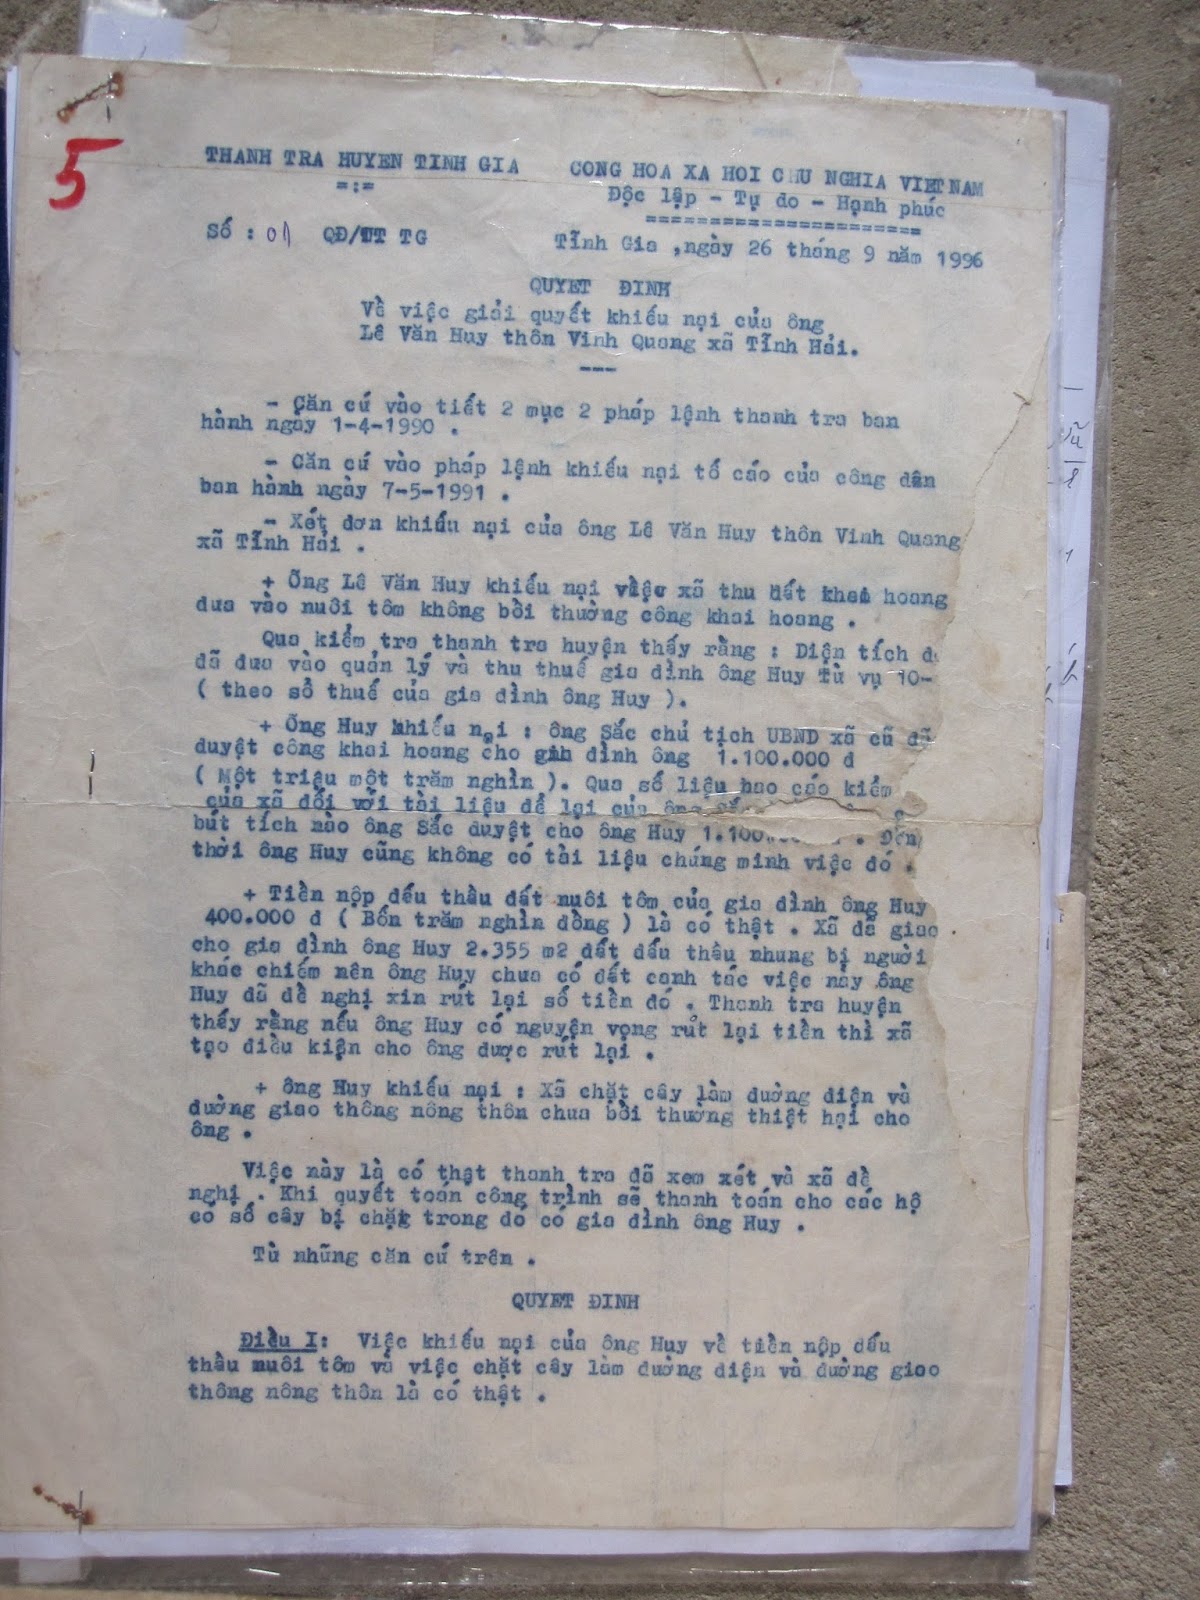 5
THANH TRA HUYEN TINH GIA CONG HOA XA HOI CHU NGHIA VIET NAM
=:= Độc lập - Tự do - Hạnh phúc
======================
Số : 01 QĐ/TT TG Tĩnh Gia ,ngày 26 tháng 9 năm 1996
QUYET ĐINH
Về việc giải quyết khiếu nại của ông
Lê Văn Huy thôn Vinh Quang xã Tĩnh Hải.
---
- Căn cứ vào tiết 2 mục 2 pháp lệnh thanh tra ban
hành ngày 1-4-1990 .
- Căn cứ vào pháp lệnh khiếu nại tố cáo của công dân
ban hành ngày 7-5-1991 .
- Xét đơn khiếu nại của ông Lê Văn Huy thôn Vinh Quang
xã Tĩnh Hải .
+ Ông Lê Văn Huy khiếu nại việc xã thu đất khai hoang
đưa vào nuôi tôm không bồi thường công khai hoang .
Qua kiểm tra thanh tra huyện thấy rằng : Diện tích
đã đưa vào quản lý và thu thuế gia đình ông Huy Từ vụ 10-
( theo sổ thuế của gia đình ông Huy ).
+ Ông Huy khiếu nại : ông Sắc chủ tịch UBND xã cũ đã
duyệt công khai hoang cho gia đình ông 1.100.000 đ
( Một triệu một trăm nghìn ). Qua số liệu bao cáo kiểm
của xã đối với tài liệu để lại của ông
bút tích nào ông Sắc duyệt cho ông Huy 1.100 . Đồng
thời ông Huy cũng không có tài liệu chứng minh việc đó .
+ Tiền nộp đấu thầu đất nuôi tôm của gia đình ông Huy
400.000 đ ( Bốn trăm nghìn đồng ) là có thật . Xã đã giao
cho gia đình ông Huy 2.355 m2 đất đấu thầu nhưng bị người
khác chiếm nên ông Huy chưa có đất canh tác việc này ông
Huy đã đề nghị xin rút lại số tiền đó . Thanh tra huyện
thấy rằng nếu ông Huy có nguyện vọng rút lại tiền thì xã
tạo điều kiện cho ông được rút lại .
+ ông Huy khiếu nại : Xã chặt cây làm đường điện và
đường giao thông nông thôn chưa bồi thường thiệt hại cho
ông .
Việc này là có thật thanh tra đã xem xét và xã đề
nghị . Khi quyết toán công trình sẽ thanh toán cho các hộ
có số cây bị chặt trong đó có gia đình ông Huy .
Từ những căn cứ trên .
QUYET ĐINH
Điều I: Việc khiếu nại của ông Huy về tiền nộp đấu
thầu nuôi tôm và việc chặt cây làm đường điện và đường giao
thông nông thôn là có thật .